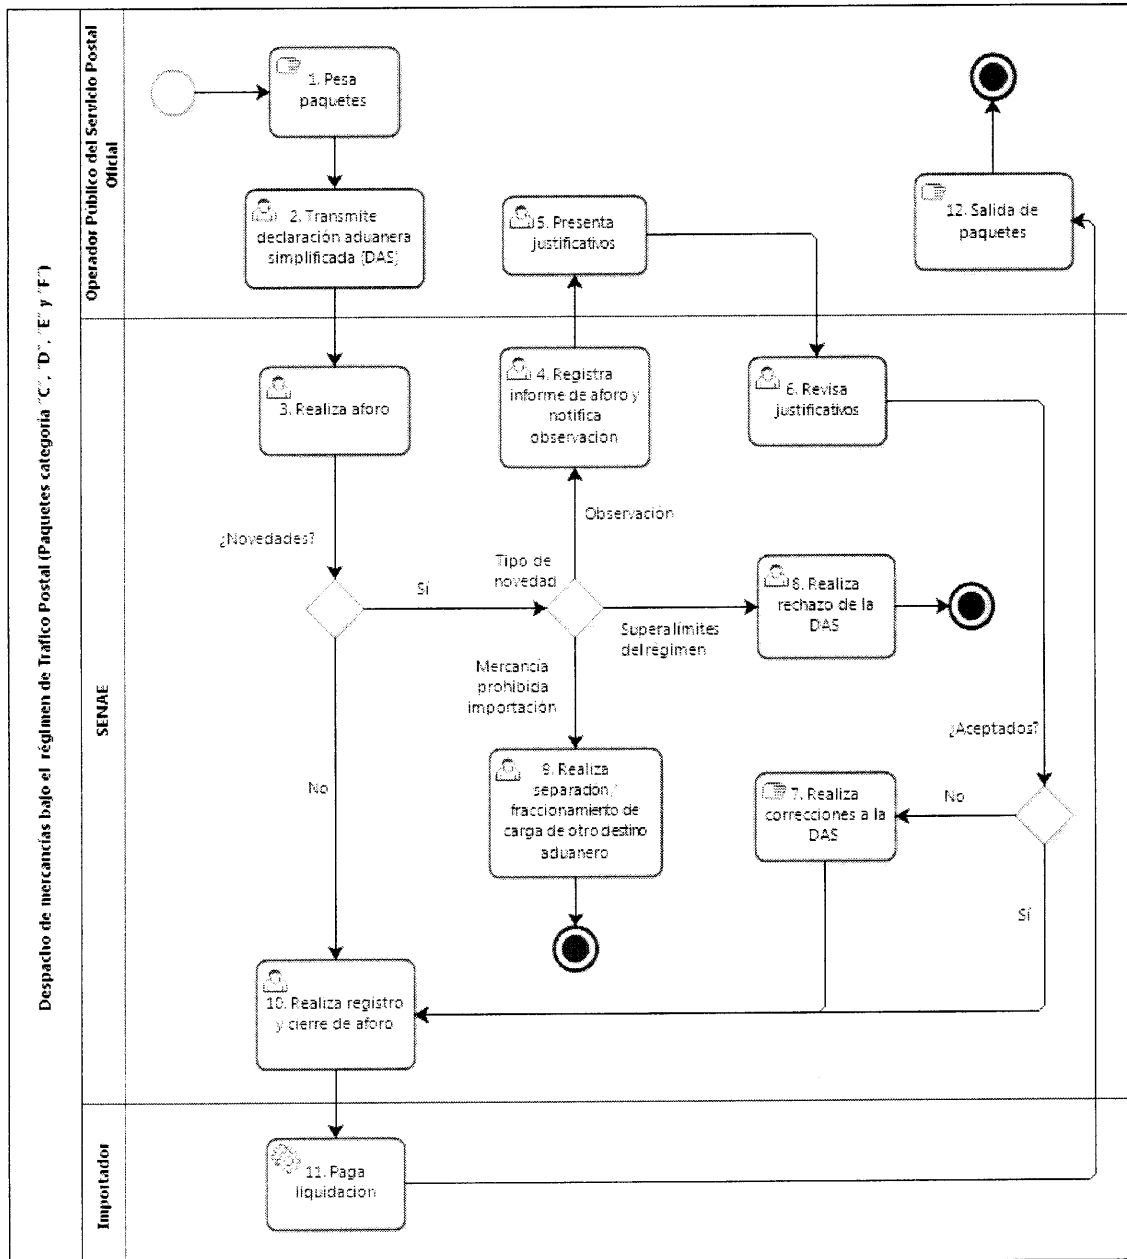 Despacho de mercancías bajo el régimen de Trafico Postal (Paquetes categoría "C", "D", "E" y "F")
Operador Público del Servicio Postal
Oficial
1. Pesa
paquetes
2. Transmite
declaración aduanera
simplificada (DAS)
5. Presenta
justificativos
12. Salida de
paquetes
SENAE
3. Realiza aforo
4. Registra
informe de aforo y
notifica
observación
6. Revisa
justificativos
¿Novedades?
Observación
Tipo de
novedad
Sí
8. Realiza
rechazo de la
DAS
Supera límites
del régimen
Mercancía
prohibida
importación
¿Aceptados?
9. Realiza
separación/
fraccionamiento de
carga de otro destino
aduanero
No
7. Realiza
correcciones a la
DAS
No
Sí
10. Realiza registro
y cierre de aforo
Importador
11. Paga
liquidacion